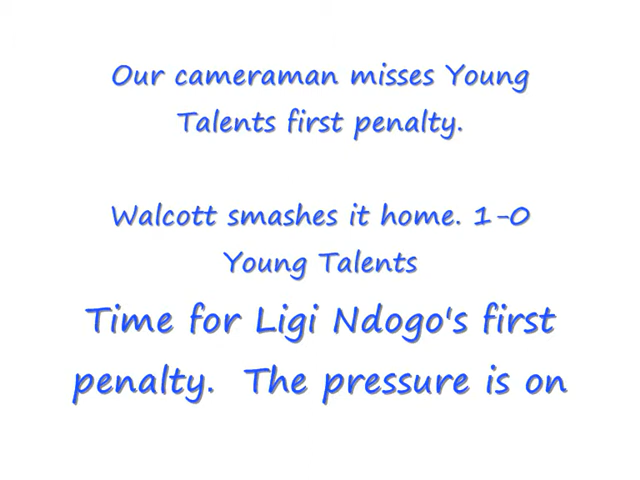 Our cameraman misses Young
Talents first penalty.
Walcott smashes it home. 1-0
Young Talents
Time for Ligi Ndogo's first
penalty. The pressure is on